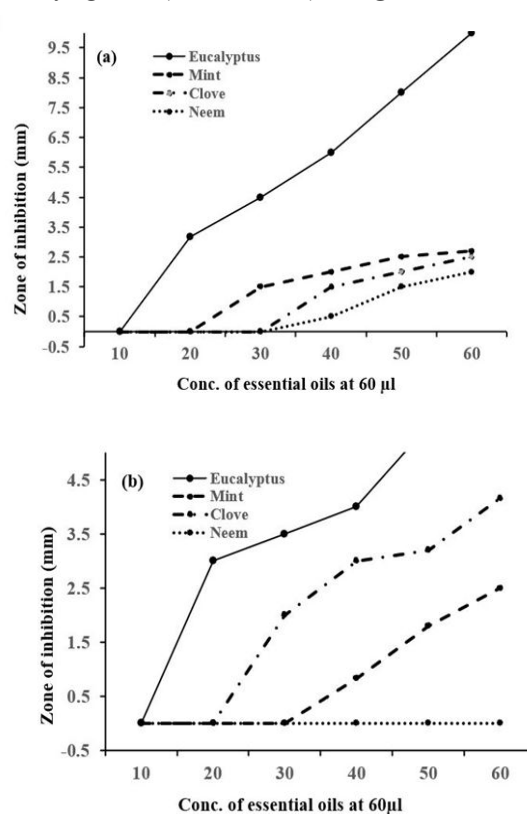 (a)
Eucalyptus
Mint
Clove
Neem
9.5
8.5
7.5
6.5
5.5
4.5
3.5
2.5
1.5
0.5
-0.5
Zone of inhibition (mm)
10 20 30 40 50 60
Conc. of essential oils at 60 µl
(b)
Eucalyptus
Mint
Clove
Neem
4.5
3.5
2.5
1.5
0.5
-0.5
Zone of inhibition (mm)
10 20 30 40 50 60
Conc. of essential oils at 60µl